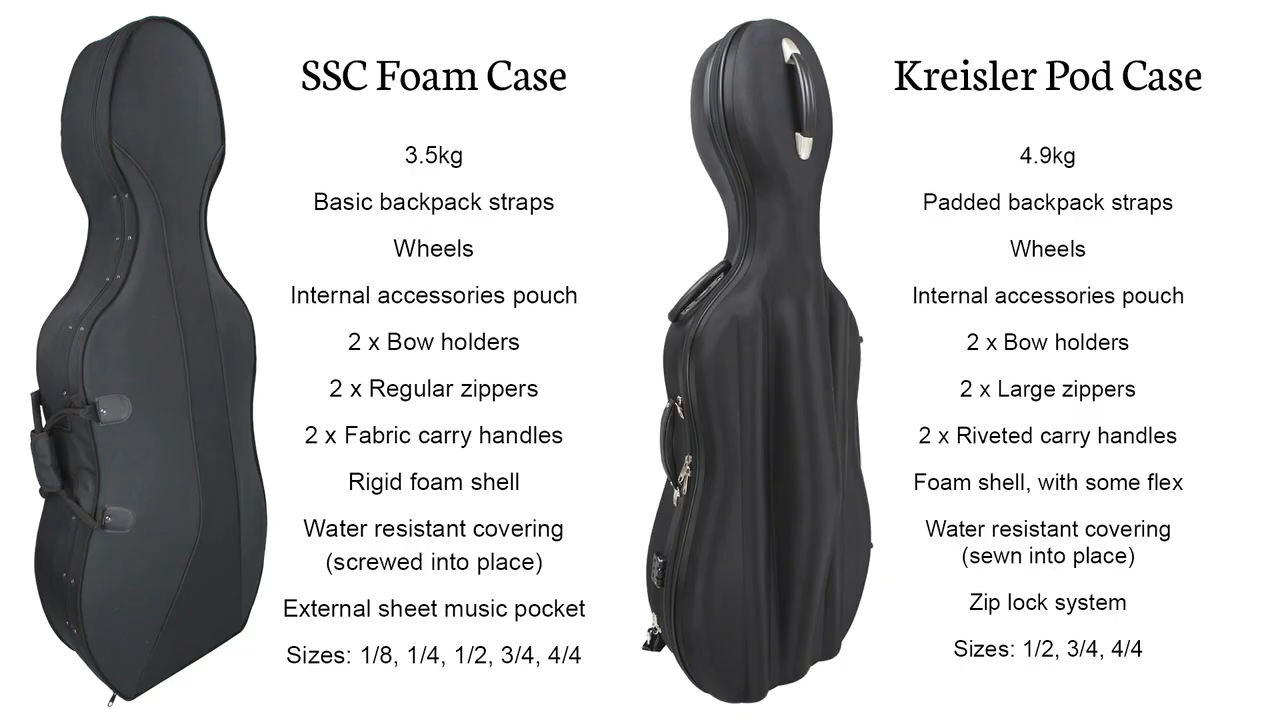 SSC Foam Case
3.5kg
Basic backpack straps
Wheels
Internal accessories pouch
2 x Bow holders
2 x Regular zippers
2 x Fabric carry handles
Rigid foam shell
Water resistant covering
(screwed into place)
External sheet music pocket
Sizes: 1/8, 1/4, 1/2, 3/4, 4/4
Kreisler Pod Case
4.9kg
Padded backpack straps
Wheels
Internal accessories pouch
2 x Bow holders
2 x Large zippers
2 x Riveted carry handles
Foam shell, with some flex
Water resistant covering
(sewn into place)
Zip lock system
Sizes: 1/2, 3/4, 4/4